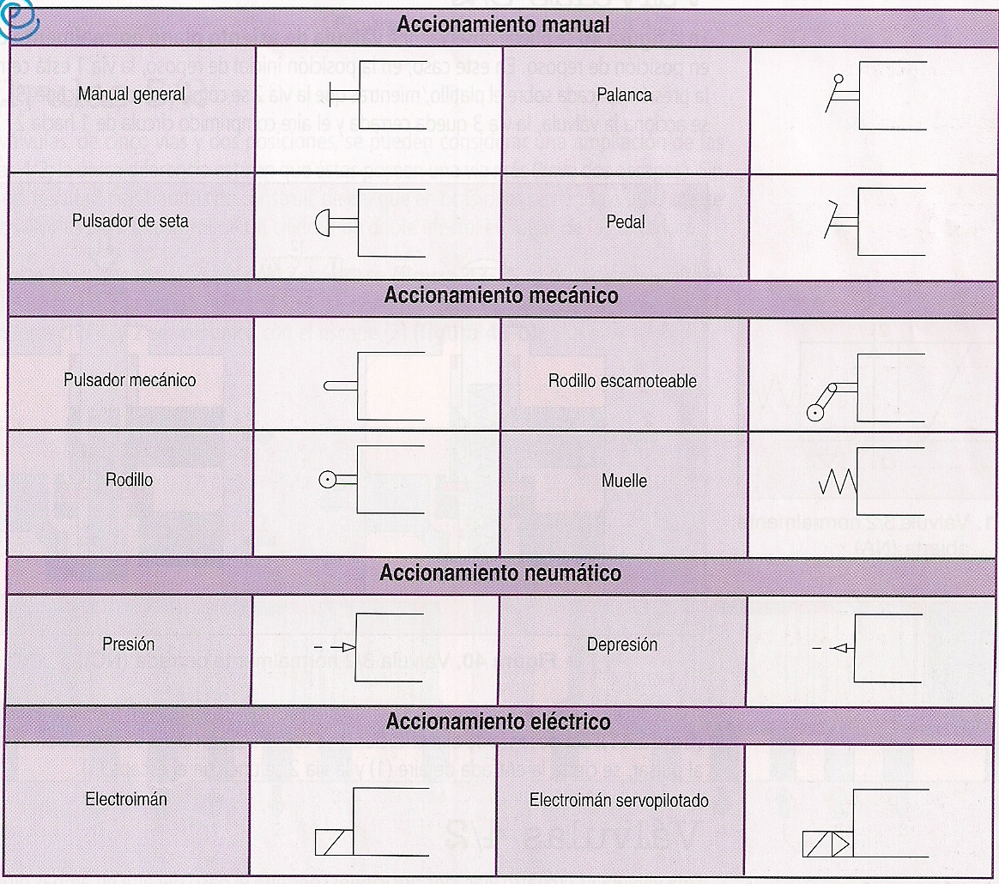 Accionamiento manual
Manual general
Palanca
Pulsador de seta
Pedal
Accionamiento mecánico
Pulsador mecánico
Rodillo escamoteable
Rodillo
Muelle
Accionamiento neumático
Presión
Depresión
Accionamiento eléctrico
Electroimán
Electroimán servopilotado